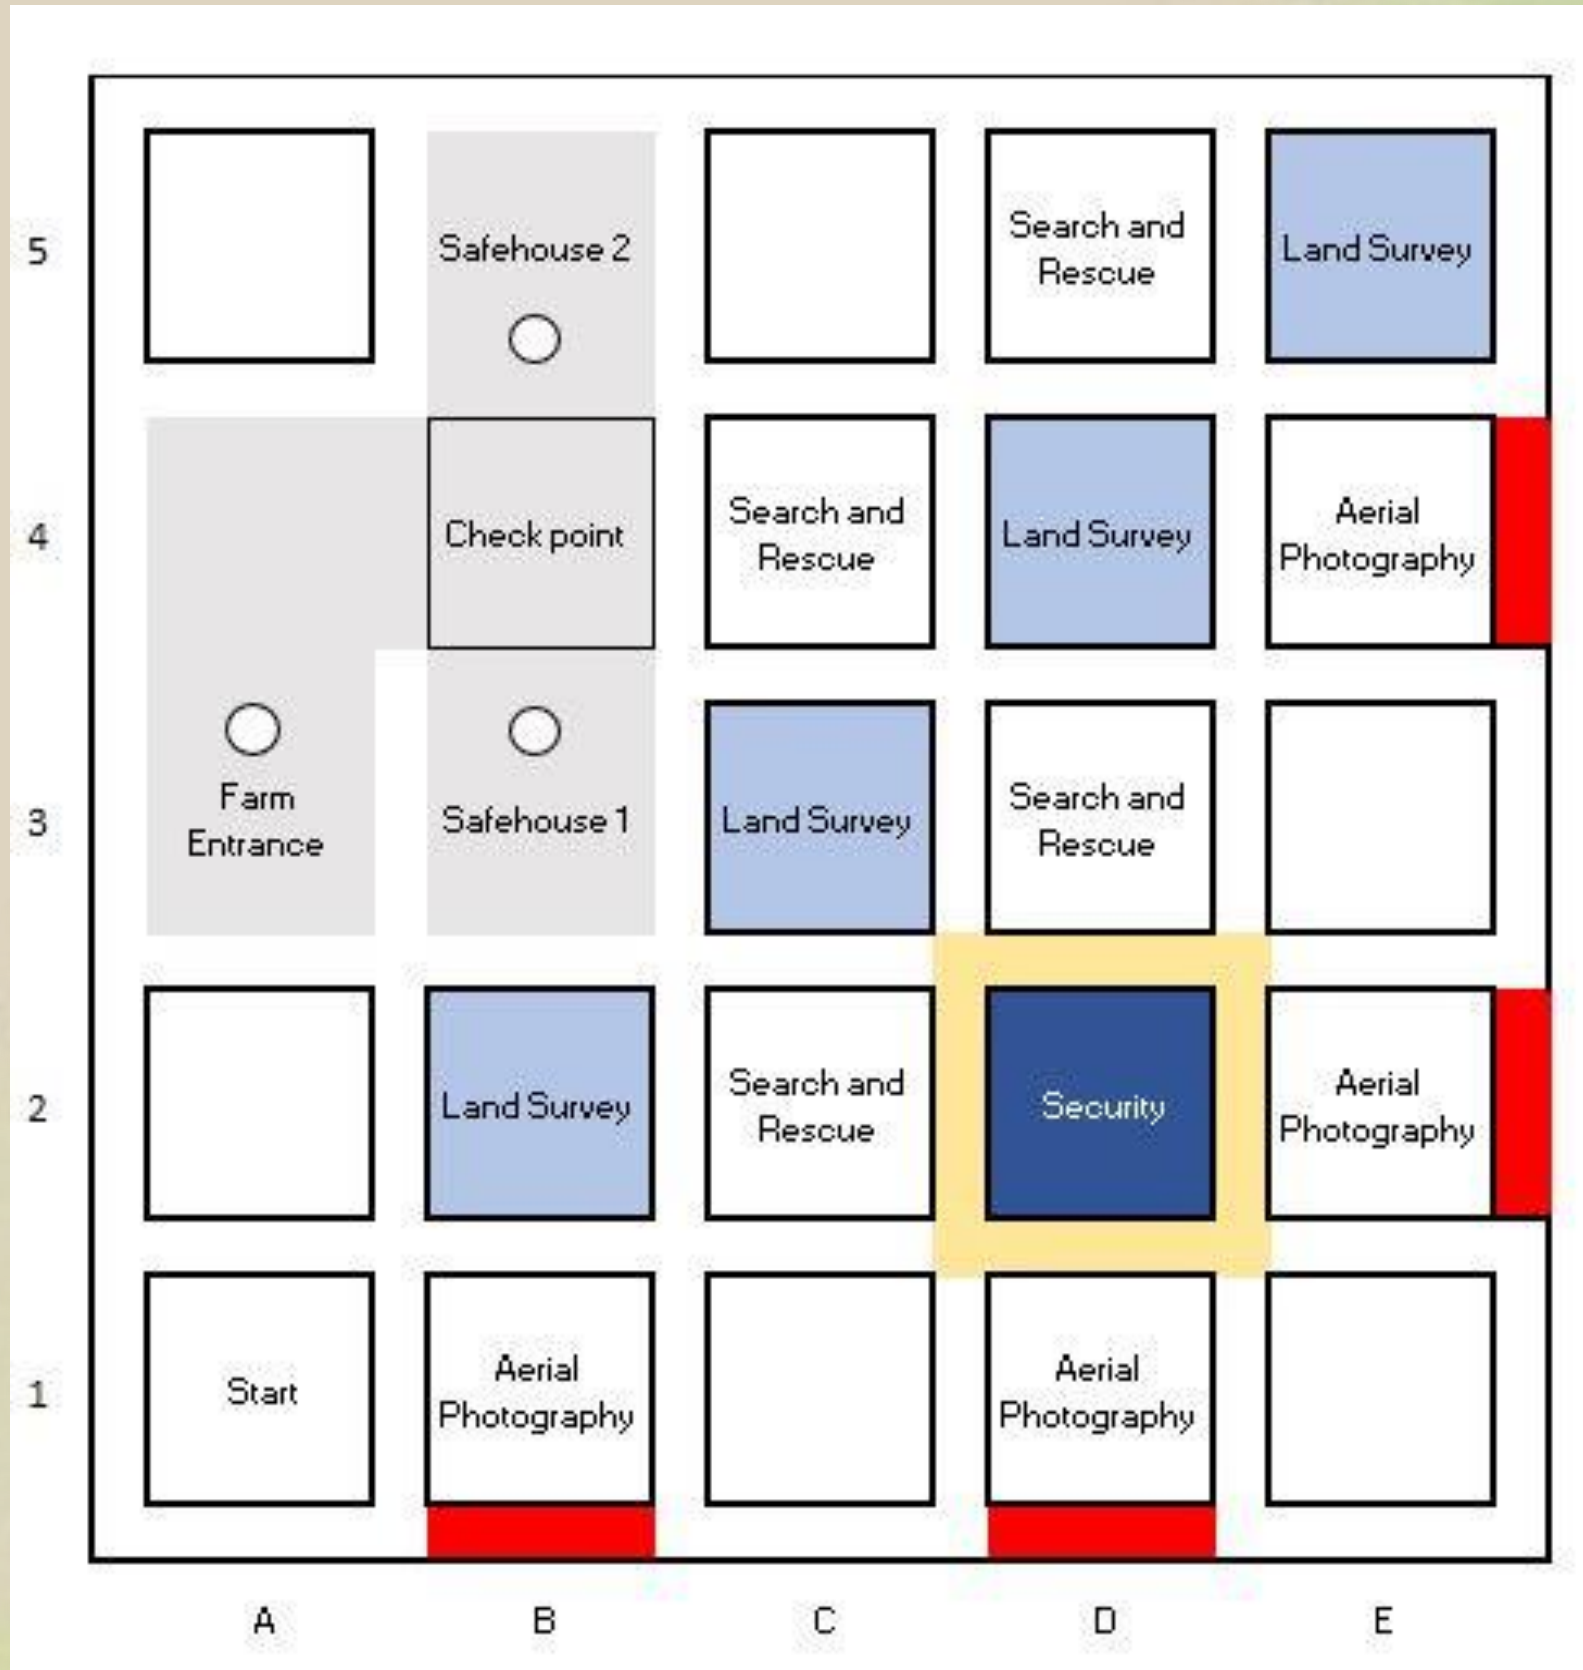 5
Safehouse 2
Search and
Rescue
Land Survey
4
Check point
Search and
Rescue
Land Survey
Aerial
Photography
3
Farm
Entrance
Safehouse 1
Land Survey
Search and
Rescue
2
Land Survey
Search and
Rescue
Security
Aerial
Photography
1
Start
Aerial
Photography
Aerial
Photography
A
B
C
D
E